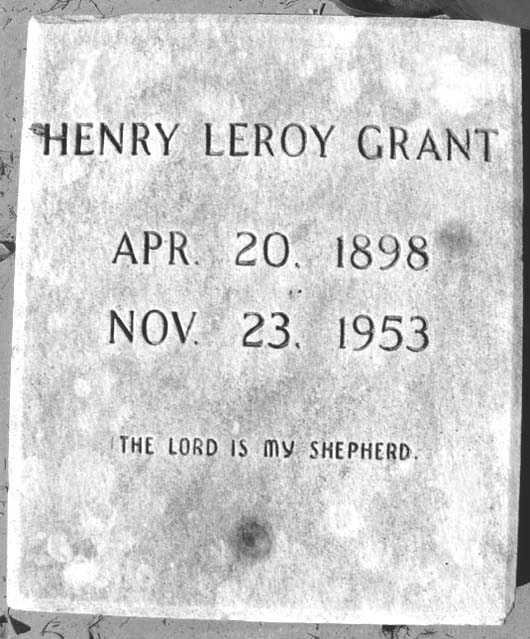 HENRY LEROY GRANT
APR. 20. 1898
NOV. 23. 1953
THE LORD IS MY SHEPHERD.